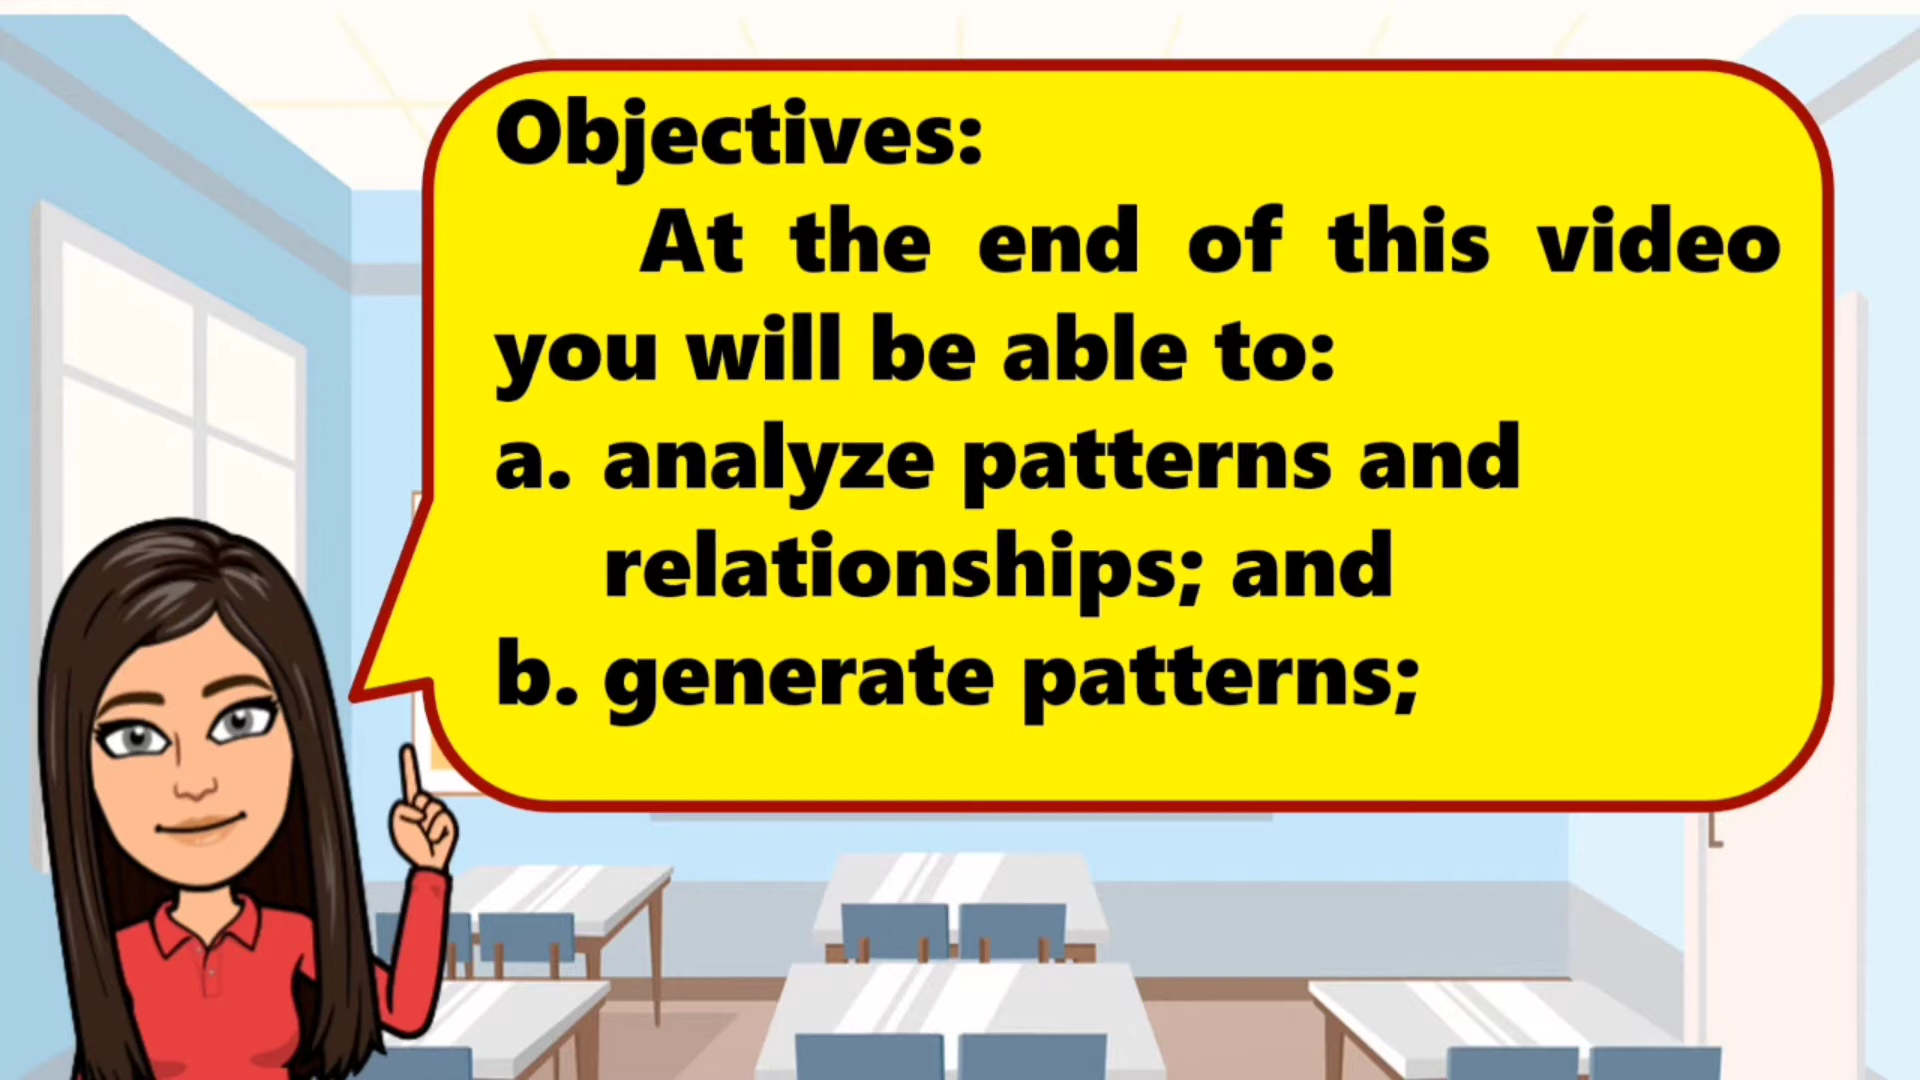 Objectives:
At the end of this video
you will be able to:
a. analyze patterns and
relationships; and
b. generate patterns;